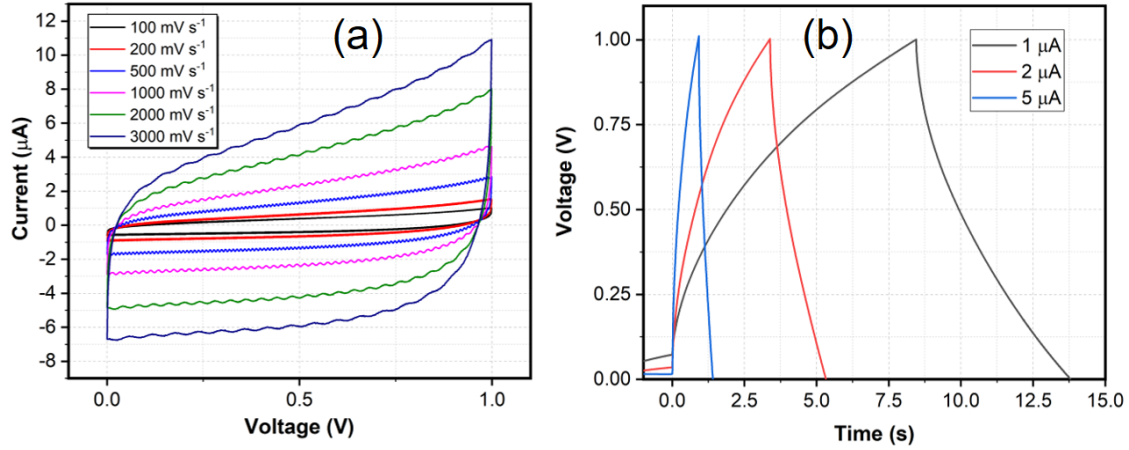 (a)
100 mV s⁻¹
200 mV s⁻¹
500 mV s⁻¹
1000 mV s⁻¹
2000 mV s⁻¹
3000 mV s⁻¹
12
10
8
6
4
2
0
-2
-4
-6
-8
Current (μA)
0.0
0.5
1.0
Voltage (V)
(b)
1 μA
2 μA
5 μA
1.00
0.75
0.50
0.25
0.00
Voltage (V)
0.0
2.5
5.0
7.5
10.0
12.5
15.0
Time (s)